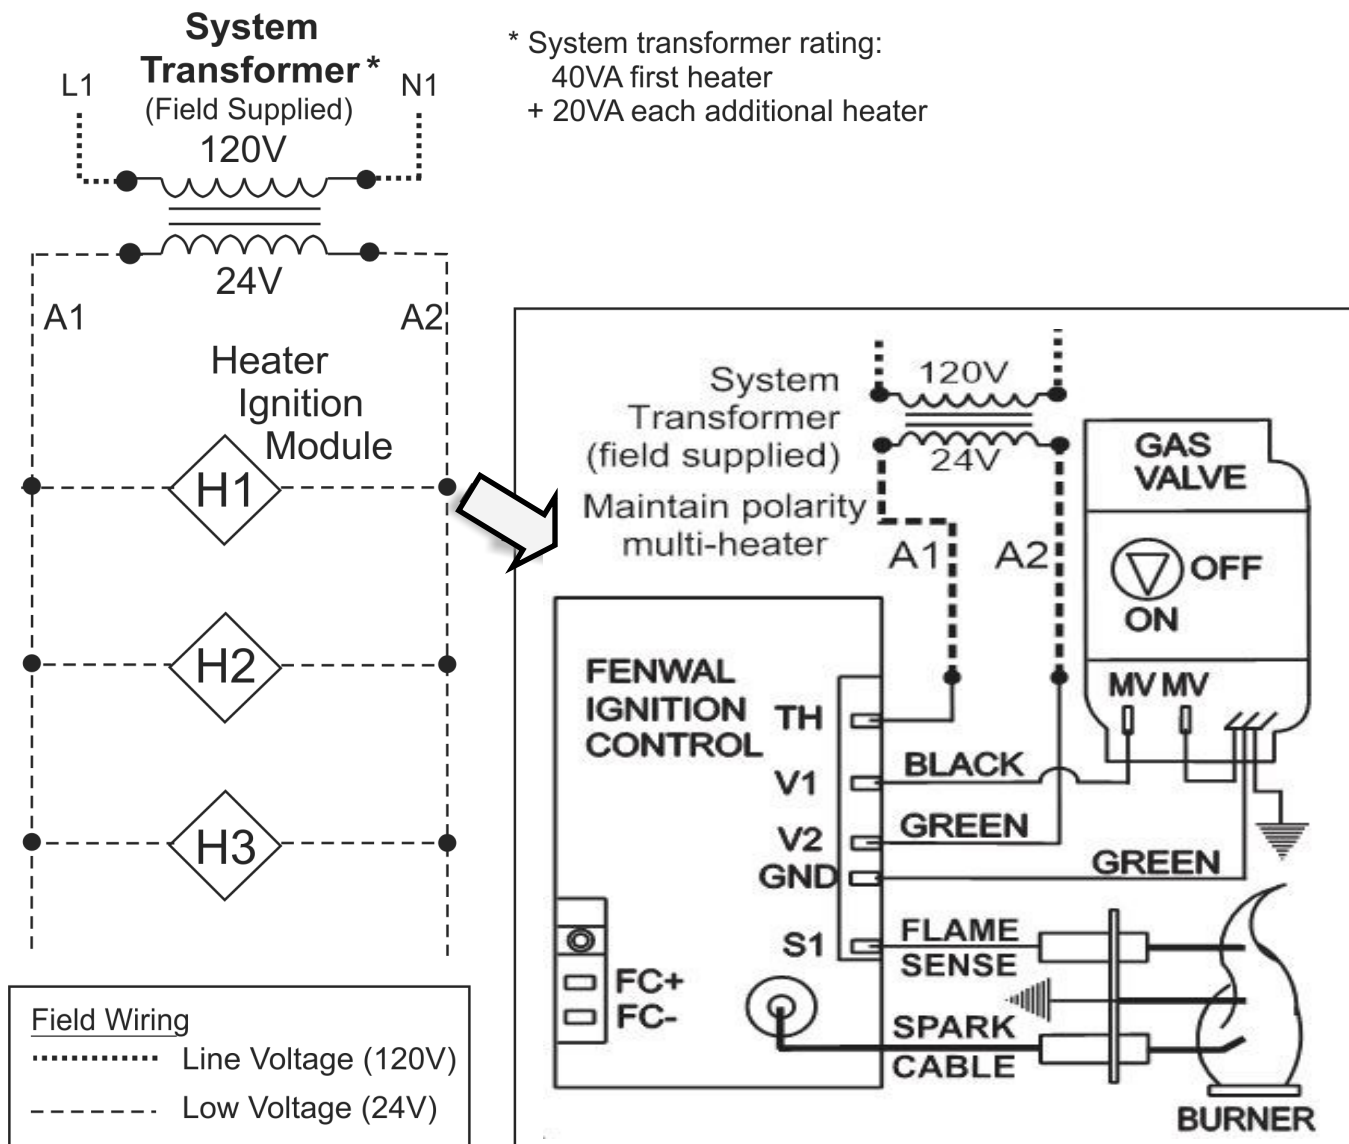 System
Transformer *
(Field Supplied)
L1
N1
120V
24V
A1
A2
* System transformer rating:
40VA first heater
+ 20VA each additional heater
Heater
Ignition
Module
H1
H2
H3
Field Wiring
Line Voltage (120V)
Low Voltage (24V)
System
Transformer
(field supplied)
120V
24V
Maintain polarity
multi-heater
A1
A2
GAS
VALVE
OFF
ON
MV MV
FENWAL
IGNITION
CONTROL
TH
V1
V2
GND
S1
FC+
FC-
BLACK
GREEN
GREEN
FLAME
SENSE
SPARK
CABLE
BURNER